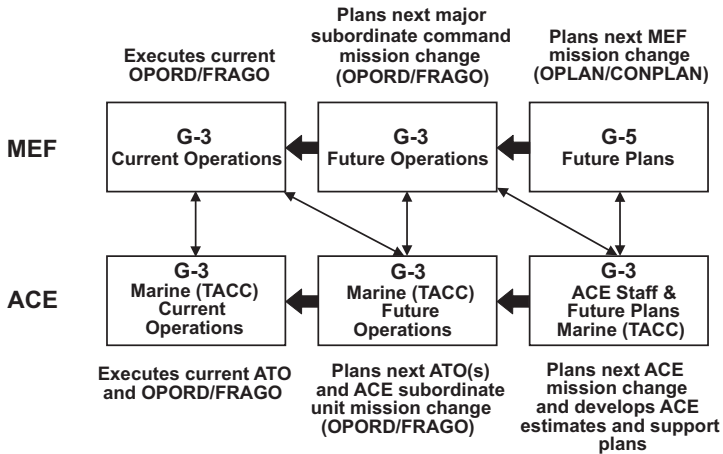 Executes current
OPORD/FRAGO
Plans next major
subordinate command
mission change
(OPORD/FRAGO)
Plans next MEF
mission change
(OPLAN/CONPLAN)
MEF
G-3
Current Operations
G-3
Future Operations
G-5
Future Plans
ACE
G-3
Marine (TACC)
Current
Operations
G-3
Marine (TACC)
Future
Operations
G-3
ACE Staff &
Future Plans
Marine (TACC)
Executes current ATO
and OPORD/FRAGO
Plans next ATO(s)
and ACE subordinate
unit mission change
(OPORD/FRAGO)
Plans next ACE
mission change
and develops ACE
estimates and support
plans